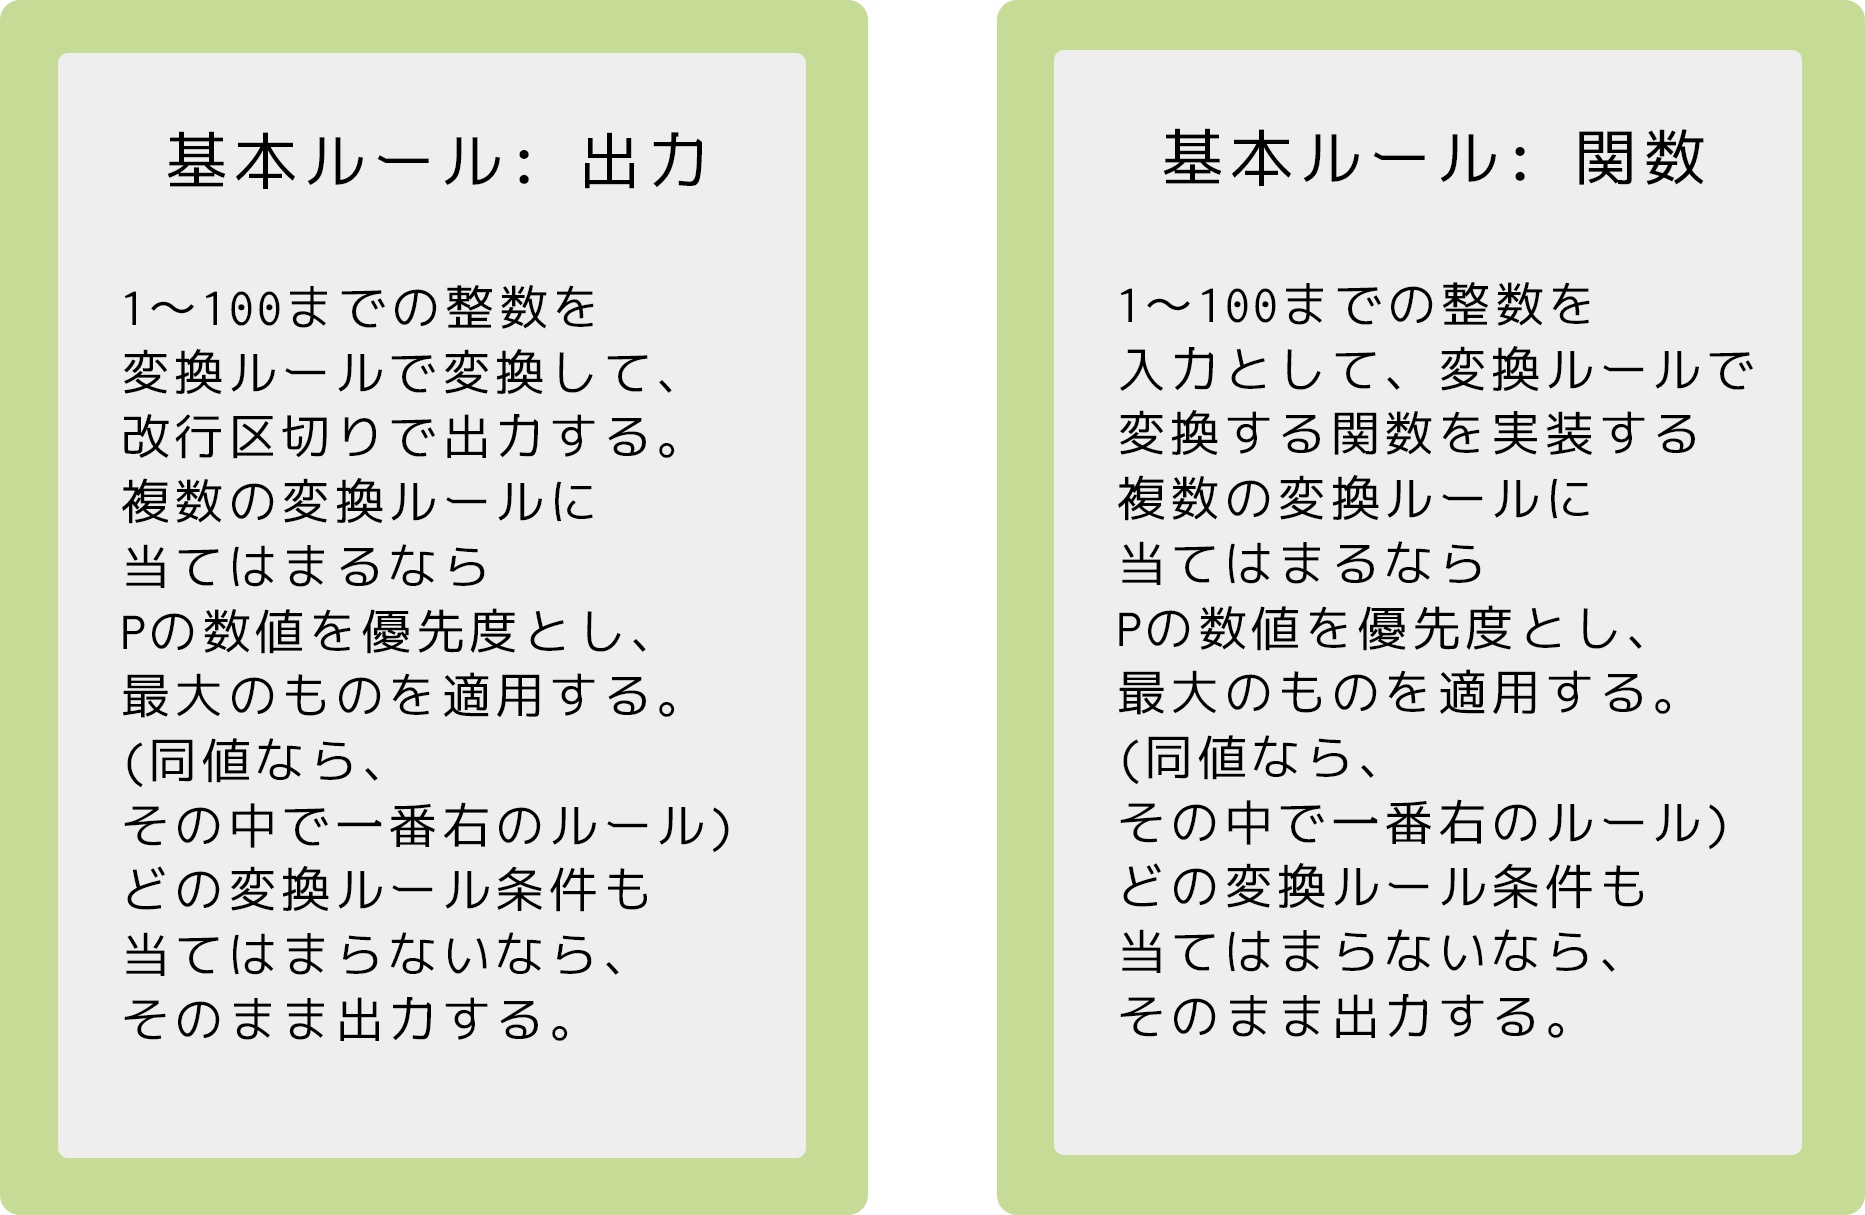 基本ルール: 出力
1〜100までの整数を
変換ルールで変換して、
改行区切りで出力する。
複数の変換ルールに
当てはまるなら
Pの数値を優先度とし、
最大のものを適用する。
(同値なら、
その中で一番右のルール)
どの変換ルール条件も
当てはまらないなら、
そのまま出力する。
基本ルール: 関数
1〜100までの整数を
入力として、変換ルールで
変換する関数を実装する
複数の変換ルールに
当てはまるなら
Pの数値を優先度とし、
最大のものを適用する。
(同値なら、
その中で一番右のルール)
どの変換ルール条件も
当てはまらないなら、
そのまま出力する。